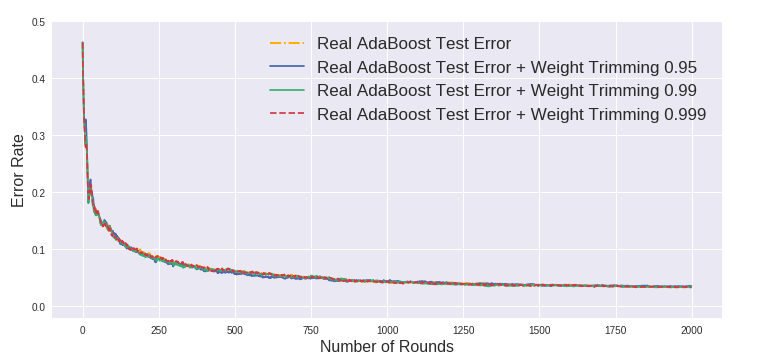 0.5
0.4
0.3
0.2
0.1
0.0
Error Rate
Real AdaBoost Test Error
Real AdaBoost Test Error + Weight Trimming 0.95
Real AdaBoost Test Error + Weight Trimming 0.99
Real AdaBoost Test Error + Weight Trimming 0.999
0 250 500 750 1000 1250 1500 1750 2000
Number of Rounds